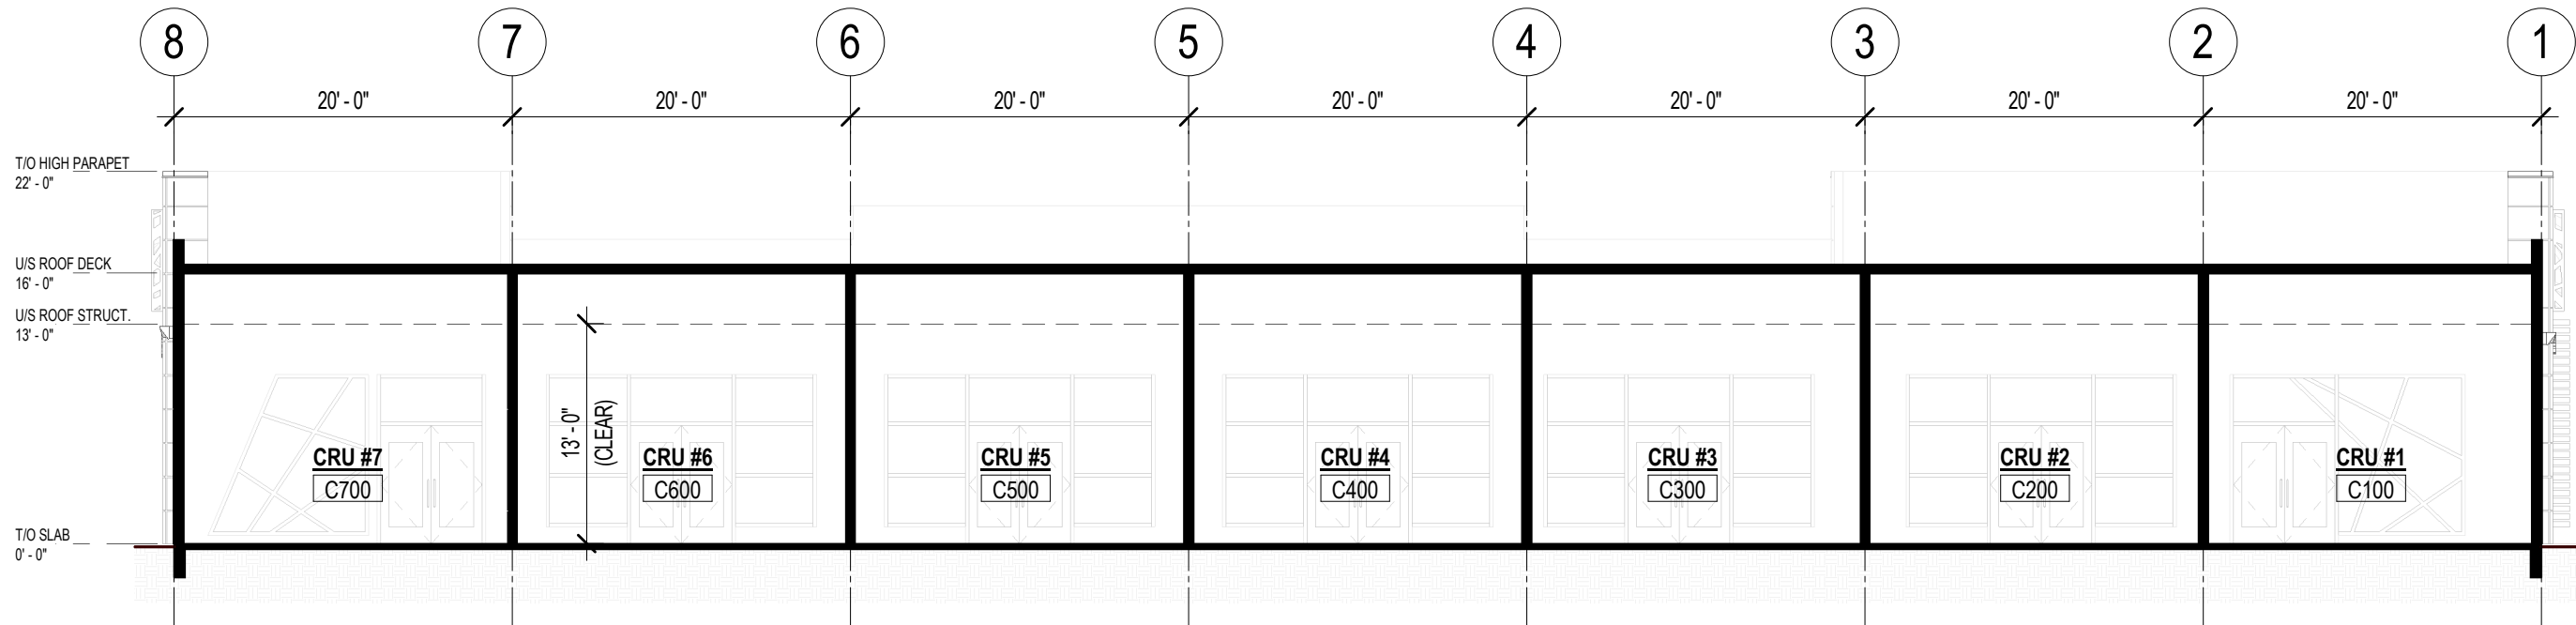 8 7 6 5 4 3 2 1
20' - 0" 20' - 0" 20' - 0" 20' - 0" 20' - 0" 20' - 0" 20' - 0"
T/O HIGH PARAPET
22' - 0"
U/S ROOF DECK
16' - 0"
U/S ROOF STRUCT.
13' - 0"
13' - 0"
(CLEAR)
CRU #7 CRU #6 CRU #5 CRU #4 CRU #3 CRU #2 CRU #1
C700 C600 C500 C400 C300 C200 C100
T/O SLAB
0' - 0"